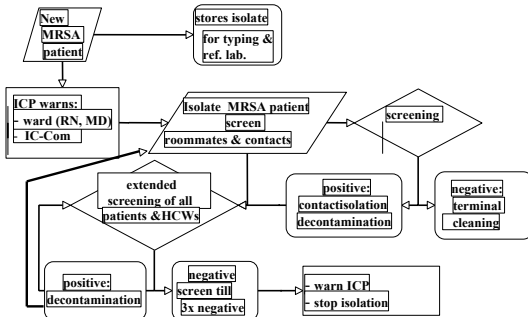 New
MRSA
patient
stores isolate
for typing &
ref. lab.
ICP warns:
- ward (RN, MD)
- IC-Com
Isolate MRSA patient
screen
roommates & contacts
screening
extended
screening of all
patients &HCWs
positive:
contactisolation
decontamination
negative:
terminal
cleaning
positive:
decontamination
negative
screen till
3x negative
- warn ICP
- stop isolation